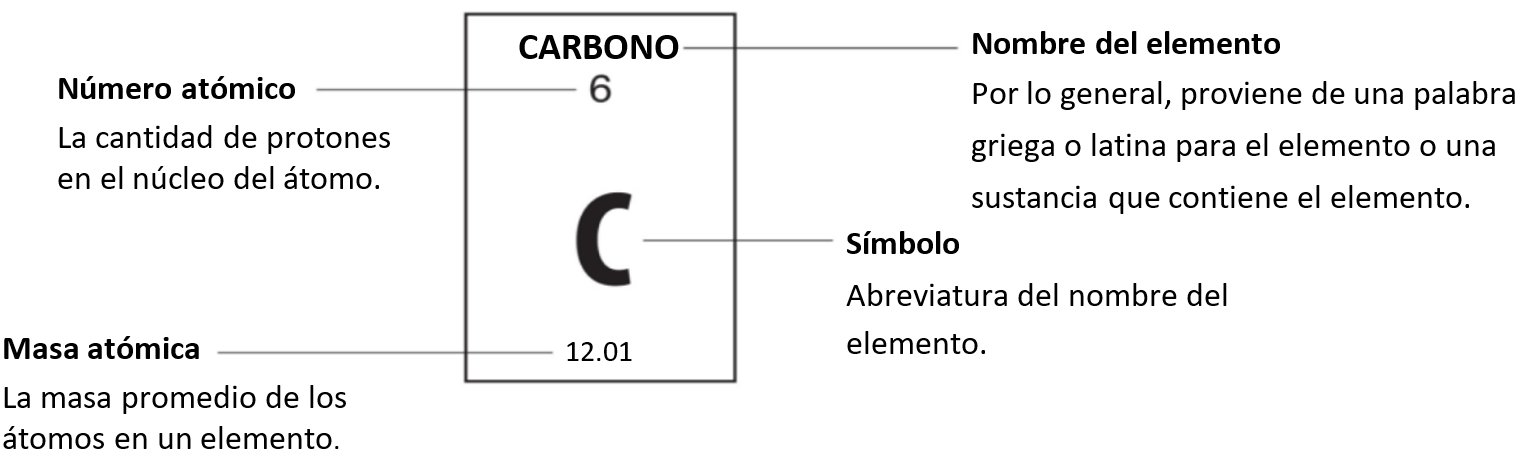 CARBONO
6
C
12.01
Número atómico
La cantidad de protones
en el núcleo del átomo.
Masa atómica
La masa promedio de los
átomos en un elemento.
Nombre del elemento
Por lo general, proviene de una palabra
griega o latina para el elemento o una
sustancia que contiene el elemento.
Símbolo
Abreviatura del nombre del
elemento.